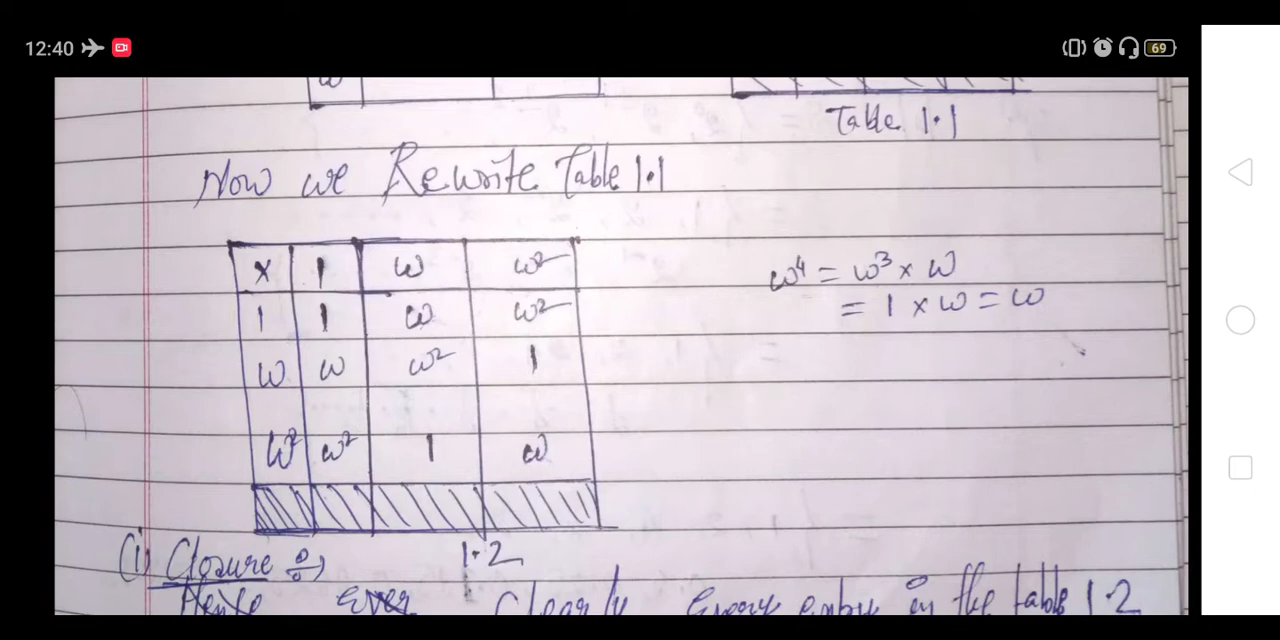 12:40
69
ω
Table 1.1
Now we Rewrite Table 1.1
× 1 ω ω²
1 1 ω ω²
ω ω ω² 1
ω² ω² 1 ω
ω⁴ = ω³ × ω
= 1 × ω = ω
1.2
(i) Closure
Clearly Every entry in the table 1.2